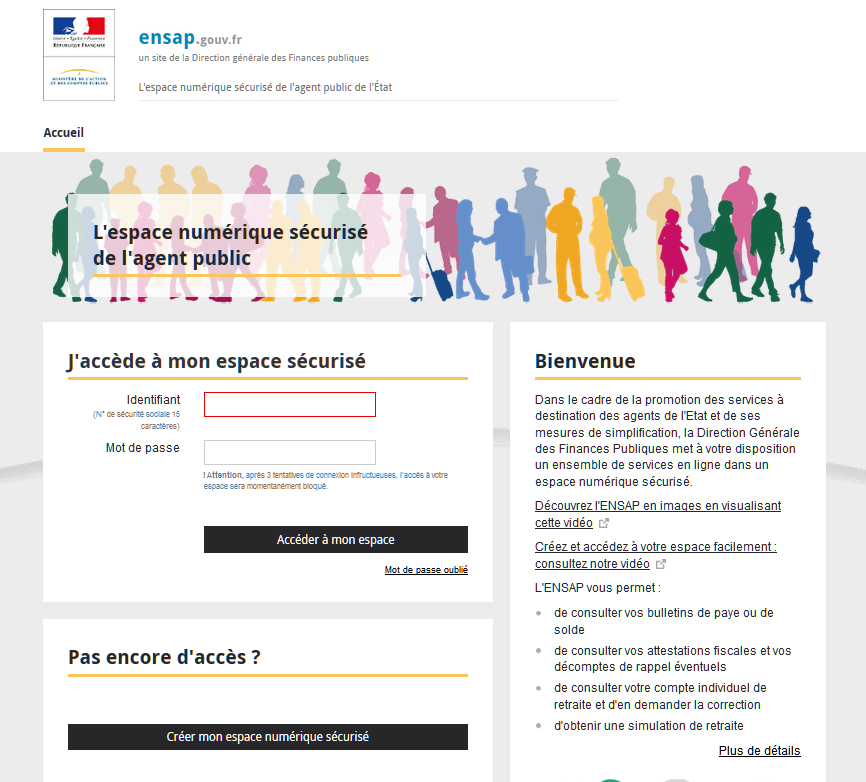 Liberté • Égalité • Fraternité
RÉPUBLIQUE FRANÇAISE
MINISTÈRE DE L'ACTION
ET DES COMPTES PUBLICS
ensap.gouv.fr
un site de la Direction générale des Finances publiques
L'espace numérique sécurisé de l'agent public de l'État
Accueil
L'espace numérique sécurisé
de l'agent public
J'accède à mon espace sécurisé
Identifiant
(N° de sécurité sociale 15
caractères)
Mot de passe
! Attention, après 3 tentatives de connexion infructueuses, l'accès à votre
espace sera momentanément bloqué.
Accéder à mon espace
Mot de passe oublié
Pas encore d'accès ?
Créer mon espace numérique sécurisé
Bienvenue
Dans le cadre de la promotion des services à
destination des agents de l'Etat et de ses
mesures de simplification, la Direction Générale
des Finances Publiques met à votre disposition
un ensemble de services en ligne dans un
espace numérique sécurisé.
Découvrez l'ENSAP en images en visualisant
cette vidéo
Créez et accédez à votre espace facilement :
consultez notre vidéo
L'ENSAP vous permet :
de consulter vos bulletins de paye ou de
solde
de consulter vos attestations fiscales et vos
décomptes de rappel éventuels
de consulter votre compte individuel de
retraite et d'en demander la correction
d'obtenir une simulation de retraite
Plus de détails